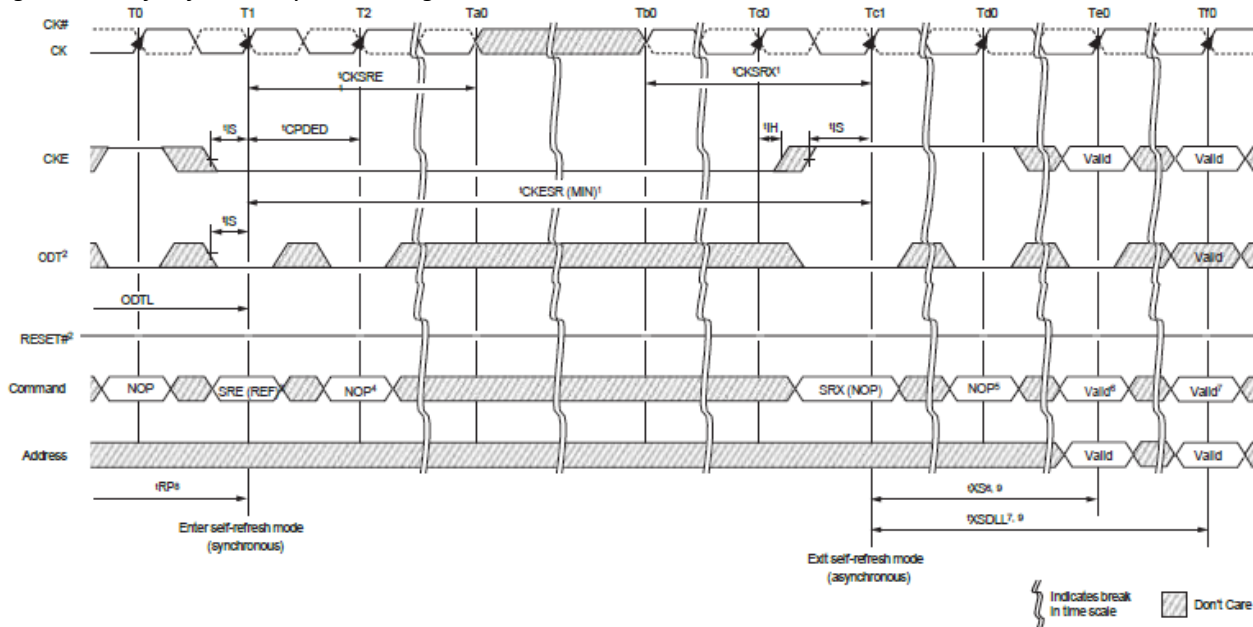 T0 T1 T2 Ta0 Tb0 Tc0 Tc1 Td0 Te0 Tf0
CK#
CK
tCKSRE1
tCKSRX1
tIS
tCPDED
tIH
tIS
CKE
Valid
Valid
tCKESR (MIN)1
tIS
ODT2
Valid
ODTL
RESET#2
Command
NOP
SRE (REF)
NOP4
SRX (NOP)
NOP5
Valid6
Valid7
Address
Valid
Valid
tRP8
tXS6, 9
tXSDLL7, 9
Enter self-refresh mode
(synchronous)
Exit self-refresh mode
(asynchronous)
Indicates break
in time scale
Don't Care